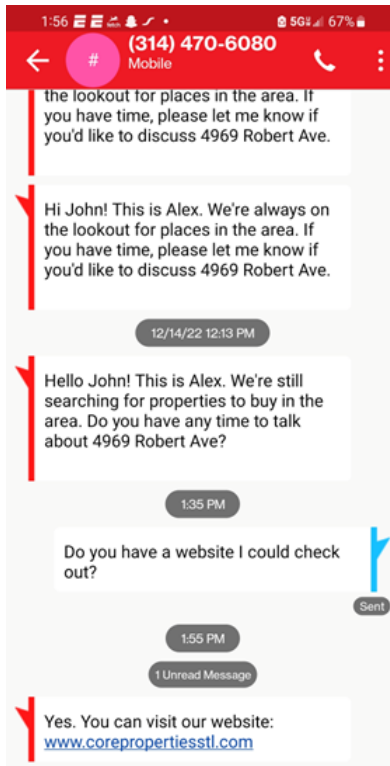 1:56
5G 67%
(314) 470-6080
#
Mobile
the lookout for places in the area. If
you have time, please let me know if
you'd like to discuss 4969 Robert Ave.
Hi John! This is Alex. We're always on
the lookout for places in the area. If
you have time, please let me know if
you'd like to discuss 4969 Robert Ave.
12/14/22 12:13 PM
Hello John! This is Alex. We're still
searching for properties to buy in the
area. Do you have any time to talk
about 4969 Robert Ave?
1:35 PM
Do you have a website I could check
out?
Sent
1:55 PM
1 Unread Message
Yes. You can visit our website:
www.corepropertiesstl.com